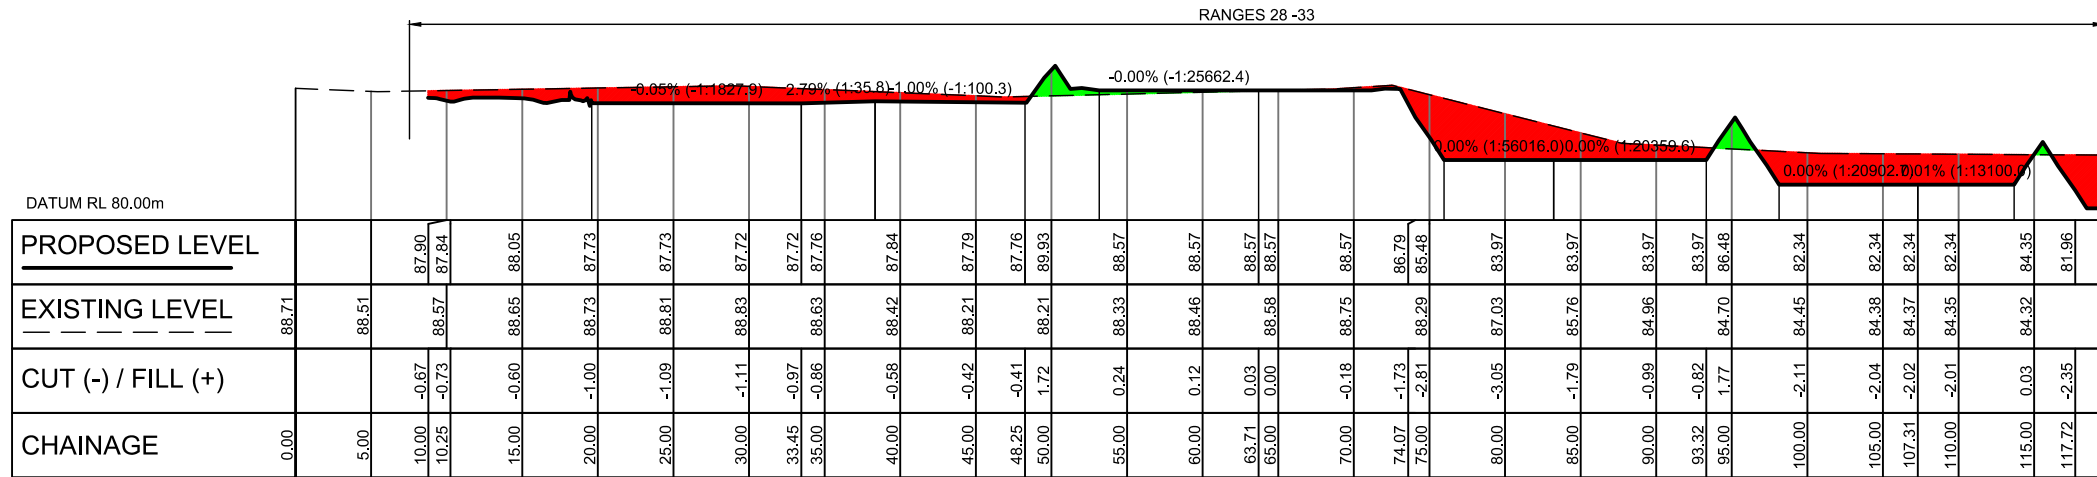 RANGES 28 -33
-0.05% (-1:1827.9) 2.79% (1:35.8) -1.00% (-1:100.3) -0.00% (-1:25662.4)
0.00% (1:56016.0) 0.00% (1:20359.6)
0.00% (1:20902.7) 0.01% (1:13100.0)
DATUM RL 80.00m
PROPOSED LEVEL 87.90 87.84 88.05 87.73 87.73 87.72 87.72 87.76 87.84 87.79 87.76 89.93 88.57 88.57 88.57 88.57 88.57 86.79 85.48 83.97 83.97 83.97 83.97 86.48 82.34 82.34 82.34 82.34 84.35 81.96
EXISTING LEVEL 88.71 88.51 88.57 88.65 88.73 88.81 88.83 88.63 88.42 88.21 88.21 88.33 88.46 88.58 88.75 88.29 87.03 85.76 84.96 84.70 84.45 84.38 84.37 84.35 84.32
CUT (-) / FILL (+) -0.67 -0.73 -0.60 -1.00 -1.09 -1.11 -0.97 -0.86 -0.58 -0.42 -0.41 1.72 0.24 0.12 0.03 0.00 -0.18 -1.73 -2.81 -3.05 -1.79 -0.99 -0.82 1.77 -2.11 -2.04 -2.02 -2.01 0.03 -2.35
CHAINAGE 0.00 5.00 10.00 10.25 15.00 20.00 25.00 30.00 33.45 35.00 40.00 45.00 48.25 50.00 55.00 60.00 63.71 65.00 70.00 74.07 75.00 80.00 85.00 90.00 93.32 95.00 100.00 105.00 107.31 110.00 115.00 117.72